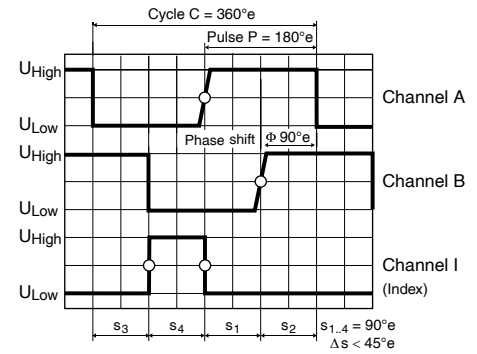 Cycle C = 360°e
Pulse P = 180°e
UHigh
Channel A
ULow
Phase shift Φ 90°e
UHigh
Channel B
ULow
UHigh
Channel I
(Index)
ULow
s3 s4 s1 s2 s1..4 = 90°e
Δs < 45°e